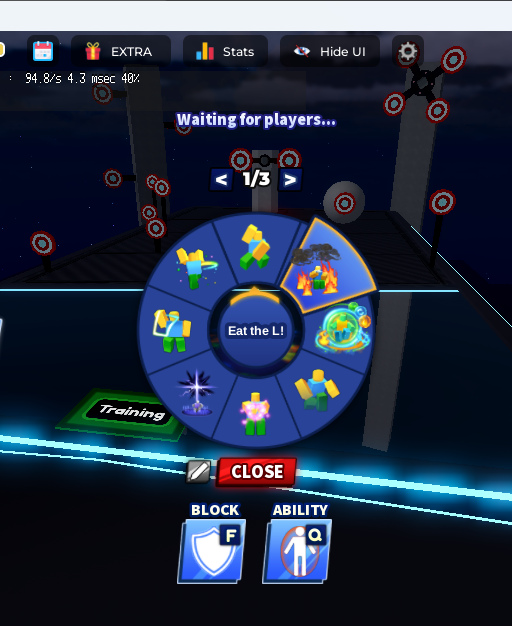 EXTRA
Stats
Hide UI
: 94.8/s 4.3 msec 40%
Waiting for players...
< 1/3 >
Eat the L!
Training
CLOSE
BLOCK
ABILITY
F
Q